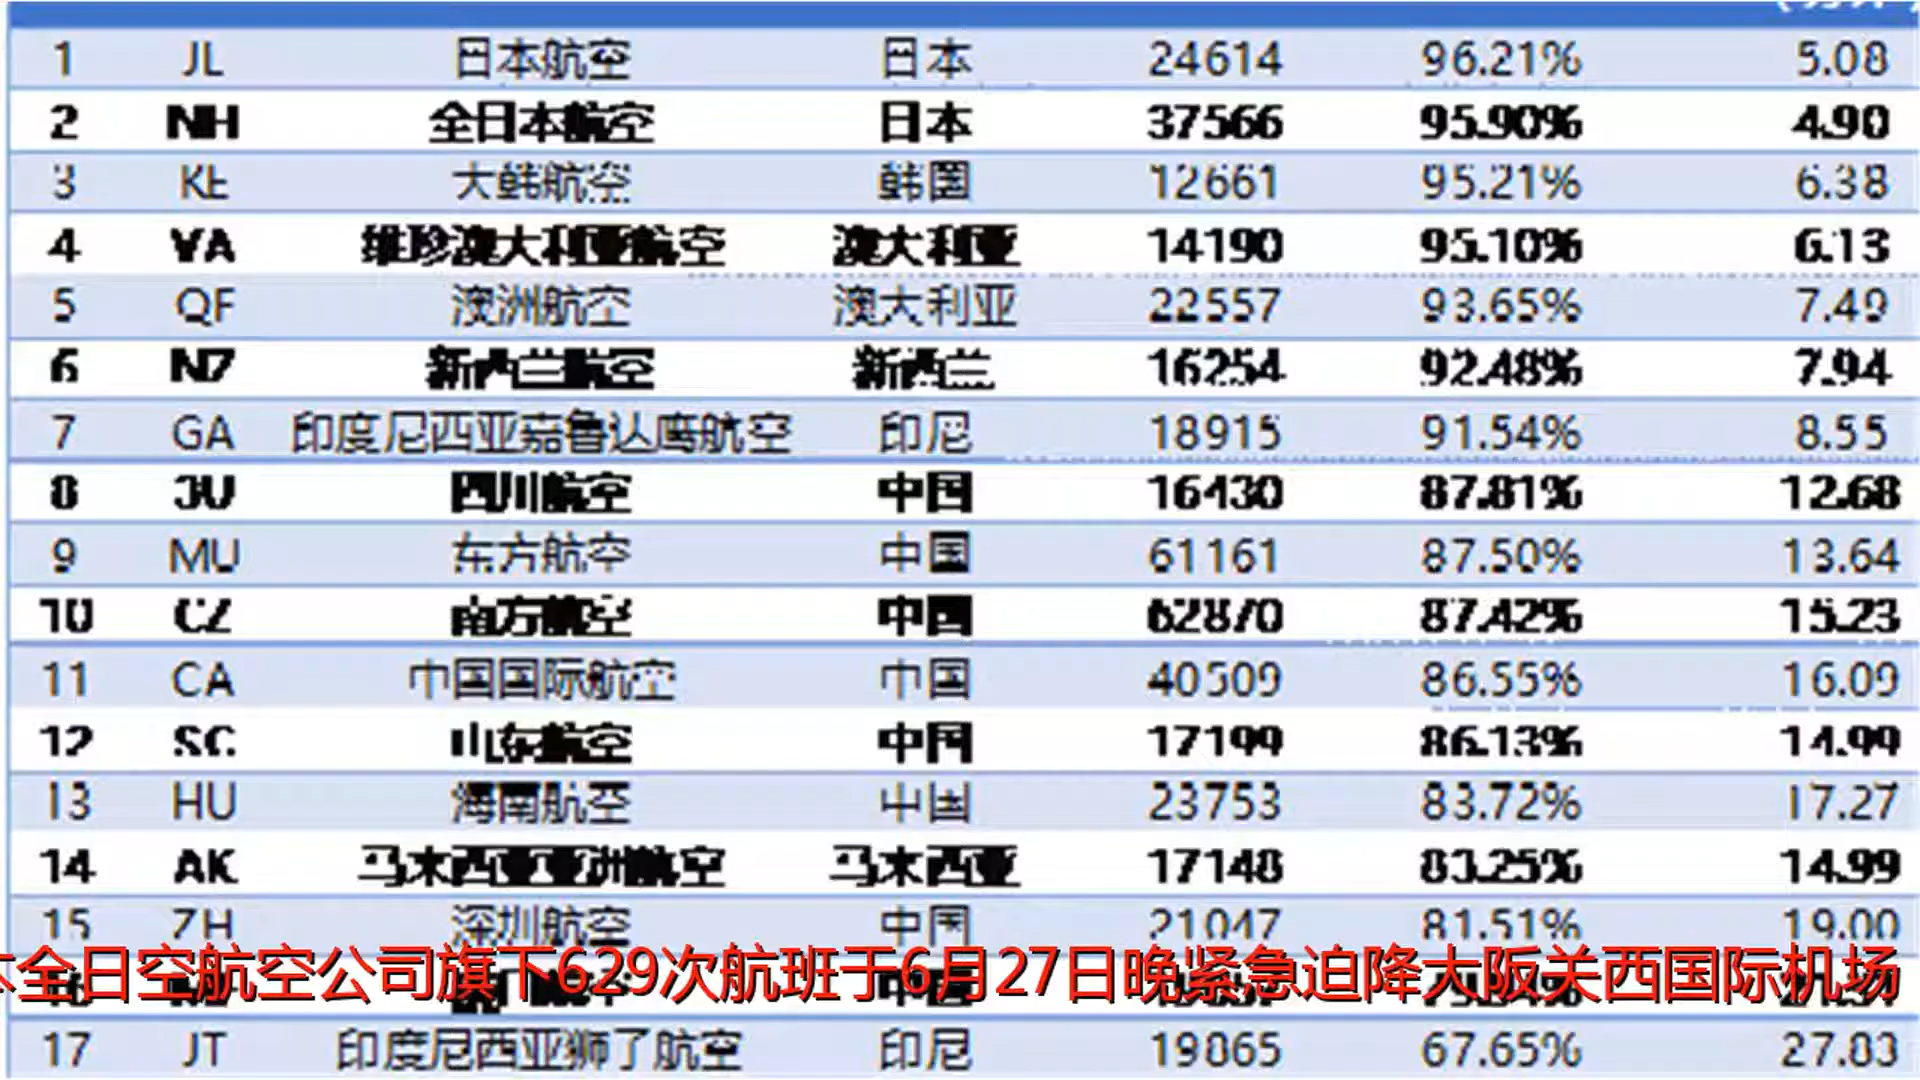 1 JL 日本航空 日本 24614 96.21% 5.08
2 NH 全日本航空 日本 37566 95.90% 4.90
3 KE 大韩航空 韩国 12661 95.21% 6.38
4 VA 维珍澳大利亚航空 澳大利亚 14190 95.10% 6.13
5 QF 澳洲航空 澳大利亚 22557 93.65% 7.49
6 NZ 新西兰航空 新西兰 16254 92.48% 7.94
7 GA 印度尼西亚嘉鲁达鹰航空 印尼 18915 91.54% 8.55
8 3U 四川航空 中国 16430 87.81% 12.68
9 MU 东方航空 中国 61161 87.50% 13.64
10 CZ 南方航空 中国 62870 87.42% 15.23
11 CA 中国国际航空 中国 40509 86.55% 16.09
12 SC 山东航空 中国 17199 86.13% 14.99
13 HU 海南航空 中国 23753 83.72% 17.27
14 AK 马来西亚亚洲航空 马来西亚 17148 83.25% 14.99
15 ZH 深圳航空 中国 21047 81.51% 19.00
全日空航空公司旗下629次航班于6月27日晚紧急迫降大阪关西国际机场
16 中国
17 JT 印度尼西亚狮子航空 印尼 19865 67.65% 27.83